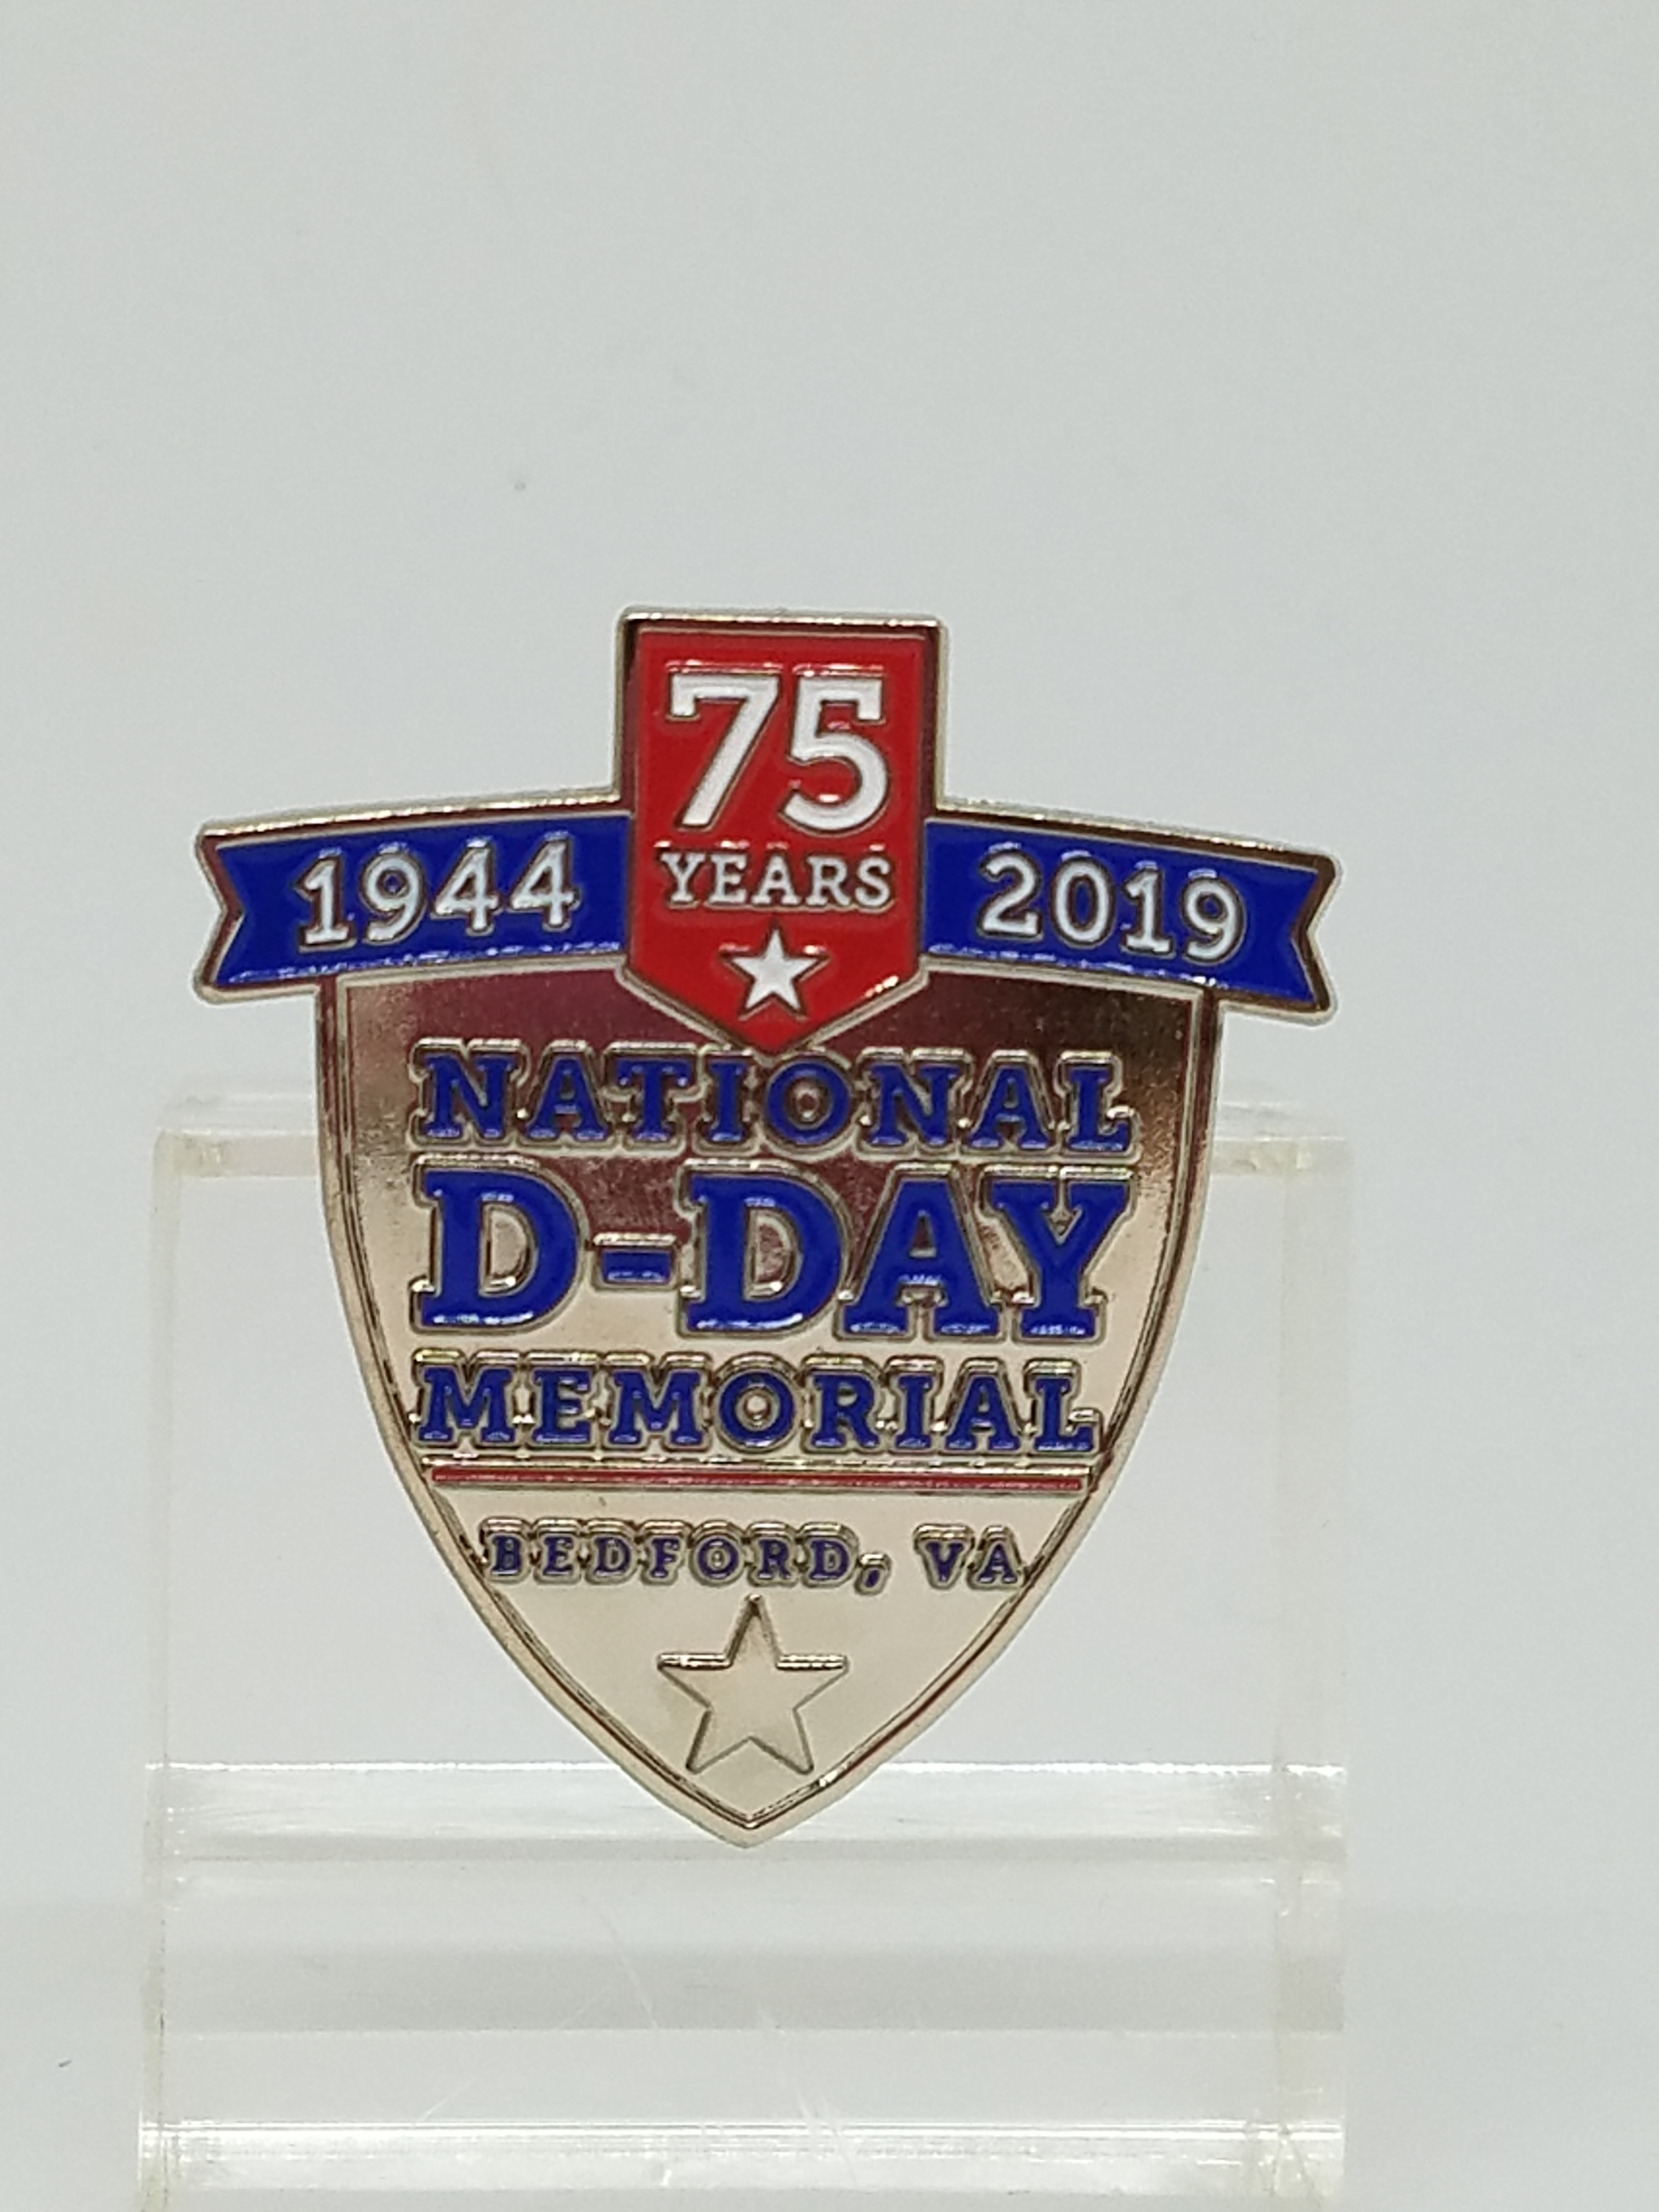 75
YEARS
1944 2019
NATIONAL
D-DAY
MEMORIAL
BEDFORD, VA